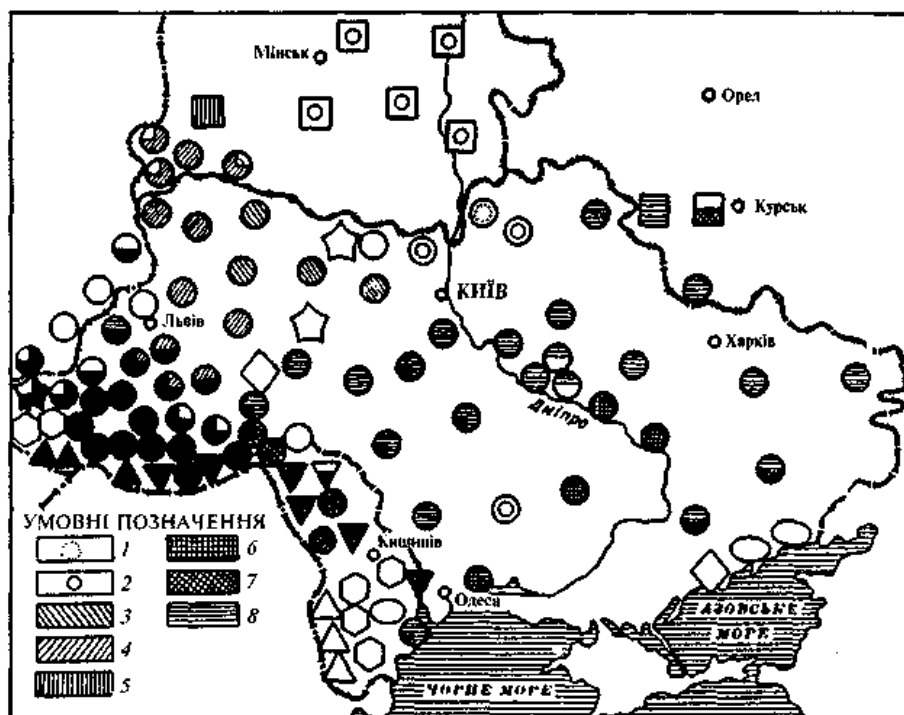 Мінськ
Орел
Курськ
КИЇВ
Львів
Харків
Дніпро
УМОВНІ ПОЗНАЧЕННЯ
1
2
3
4
5
6
7
8
Кишинів
Одеса
АЗОВСЬКЕ
МОРЕ
ЧОРНЕ МОРЕ